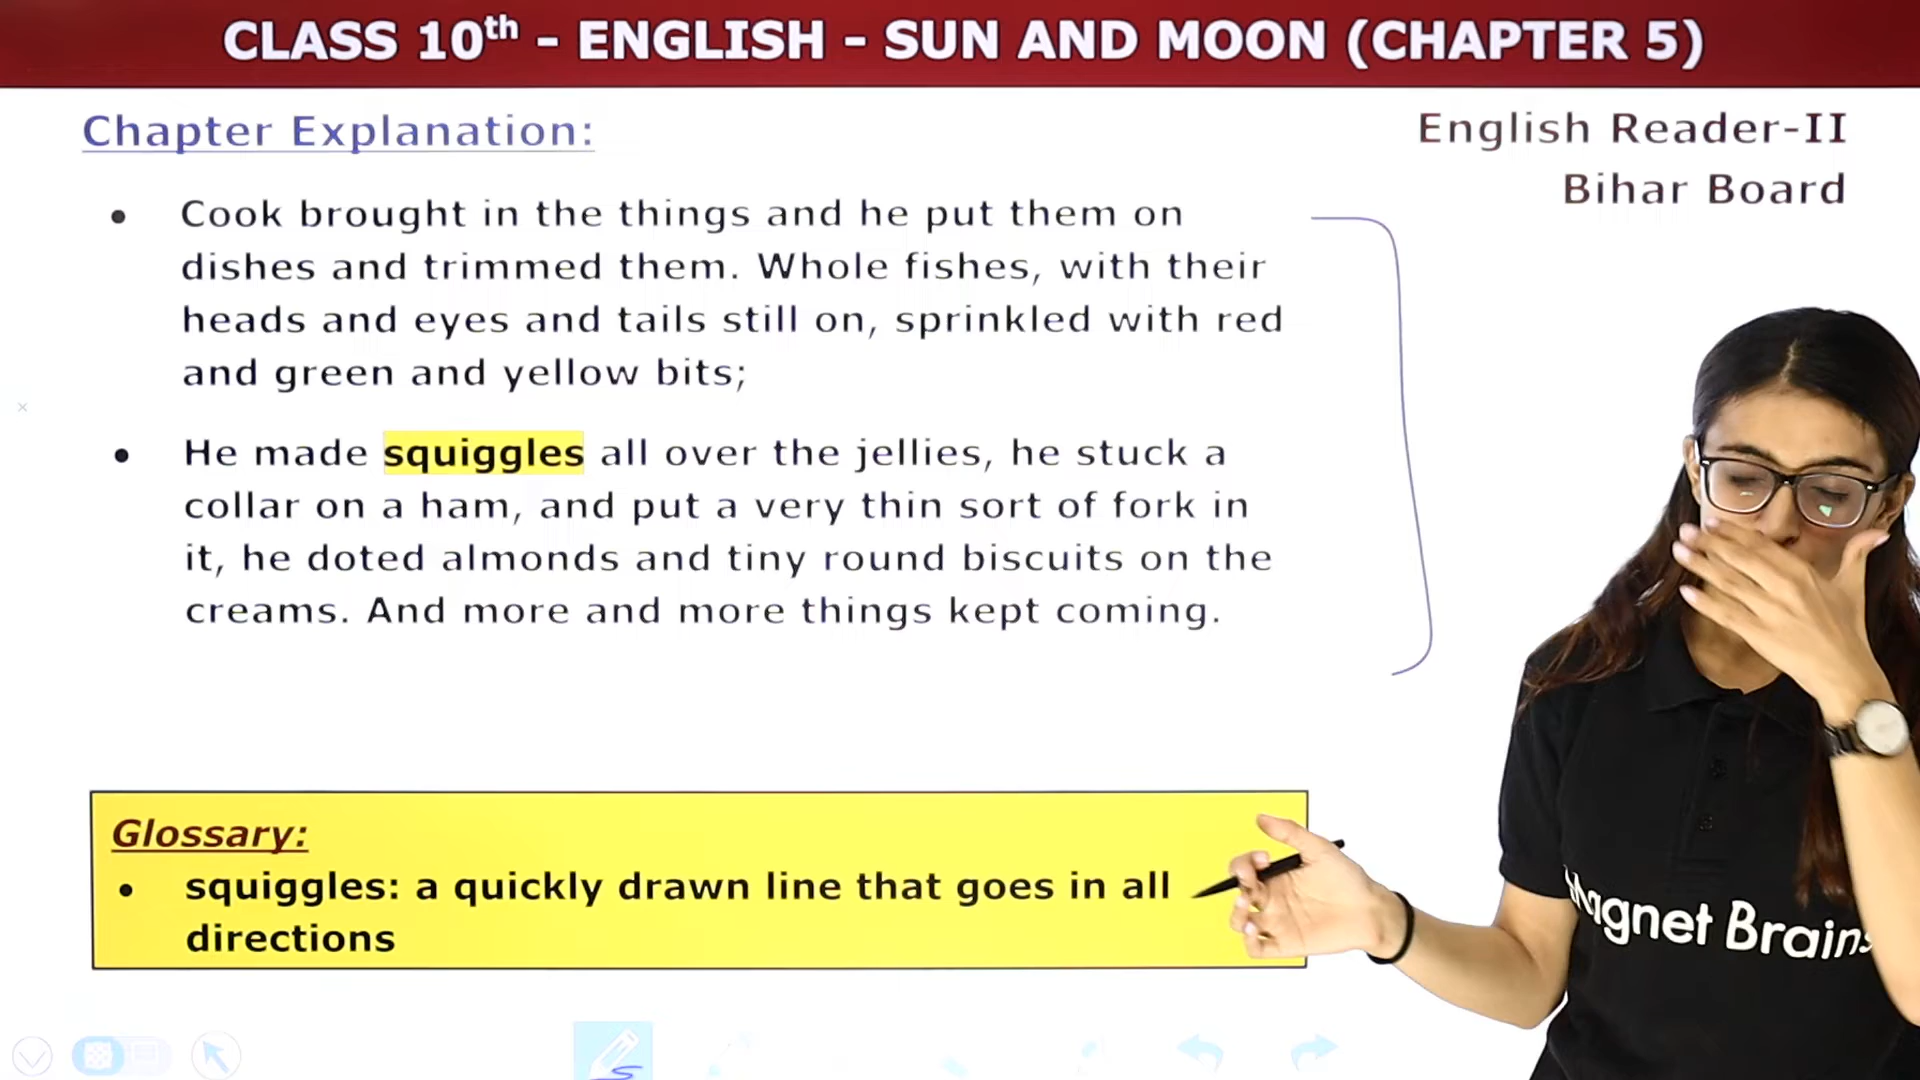 CLASS 10th - ENGLISH - SUN AND MOON (CHAPTER 5)
Chapter Explanation:
English Reader-II
Bihar Board
• Cook brought in the things and he put them on
dishes and trimmed them. Whole fishes, with their
heads and eyes and tails still on, sprinkled with red
and green and yellow bits;
• He made squiggles all over the jellies, he stuck a
collar on a ham, and put a very thin sort of fork in
it, he doted almonds and tiny round biscuits on the
creams. And more and more things kept coming.
Glossary:
• squiggles: a quickly drawn line that goes in all
directions
Magnet Brains